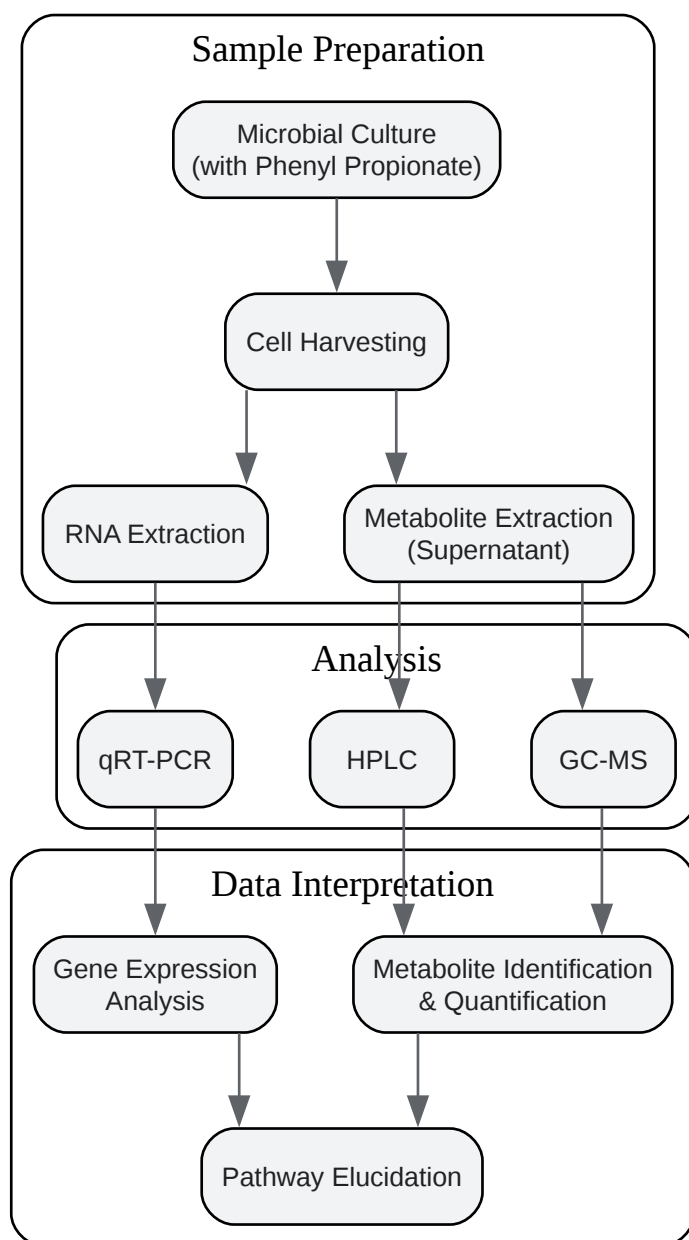 Sample Preparation
Microbial Culture
(with Phenyl Propionate)
Cell Harvesting
RNA Extraction
Metabolite Extraction
(Supernatant)
Analysis
qRT-PCR
HPLC
GC-MS
Data Interpretation
Gene Expression
Analysis
Metabolite Identification
& Quantification
Pathway Elucidation